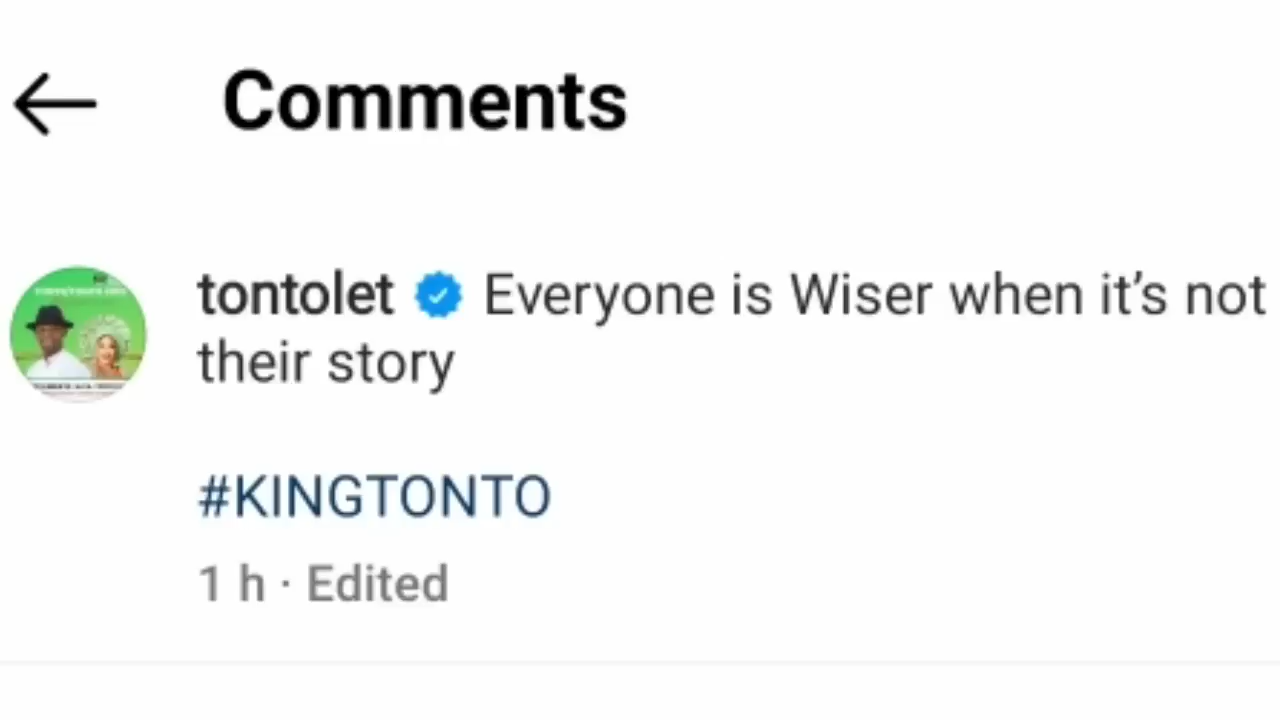 Comments
tontolet Everyone is Wiser when it's not
their story
#KINGTONTO
1 h · Edited